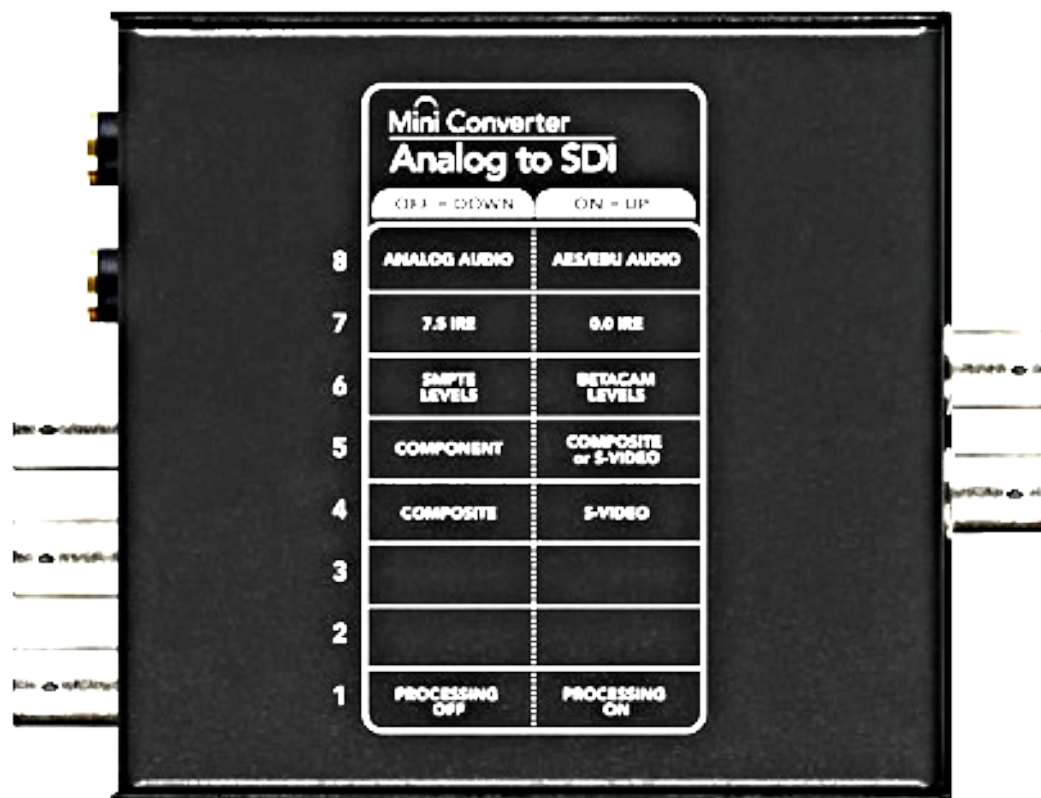 Mini Converter
Analog to SDI
OFF = DOWN ON = UP
8 ANALOG AUDIO AES/EBU AUDIO
7 7.5 IRE 0.0 IRE
6 SMPTE LEVELS BETACAM LEVELS
5 COMPONENT COMPOSITE or S-VIDEO
4 COMPOSITE S-VIDEO
3
2
1 PROCESSING OFF PROCESSING ON